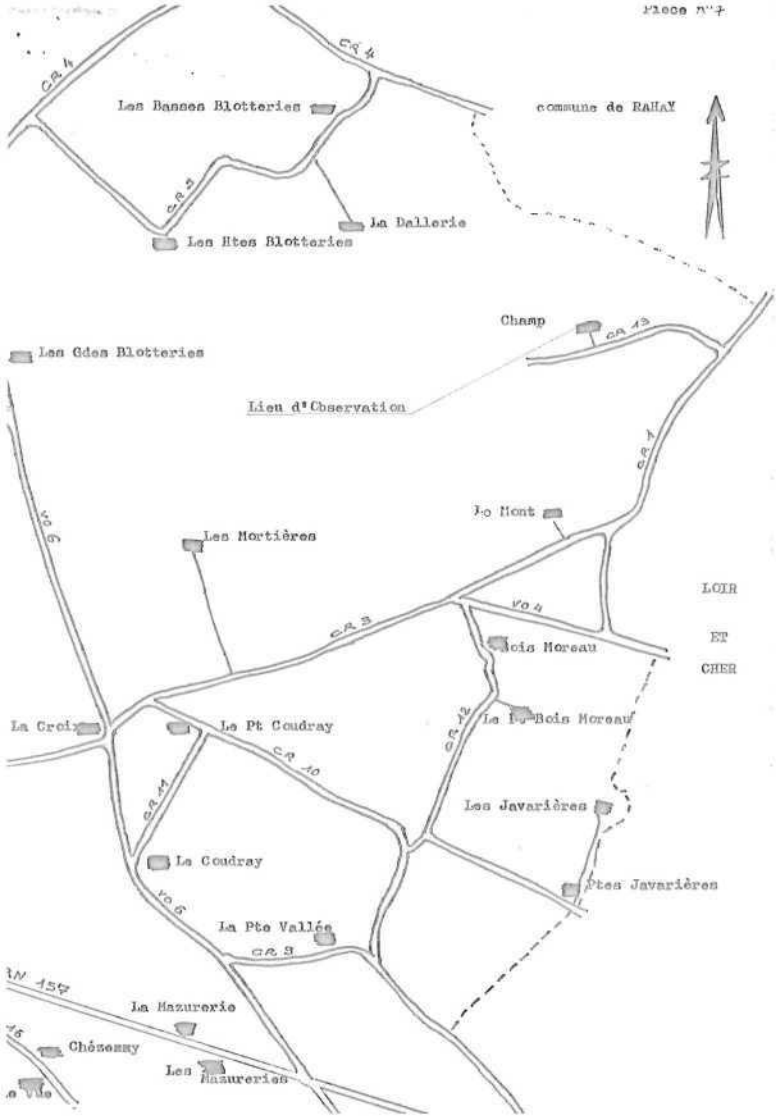 Pièce n°7
CR 4
CR 4
Les Basses Blotteries
commune de RAHAY
CR 5
La Dallerie
Les Htes Blotteries
Champ
CR 13
Les Gdes Blotteries
Lieu d'Observation
CR 1
Le Mont
VO 6
Les Mortières
LOIR
VO 4
CR 3
ET
Bois Moreau
CHER
Le Pt Bois Moreau
La Croix
Le Pt Coudray
CR 12
CR 10
CR 11
Les Javarières
Le Coudray
Ptes Javarières
VO 6
La Pte Vallée
CR 9
RN 157
La Mazurerie
16
Chézenny
Les Mazureries
Vue